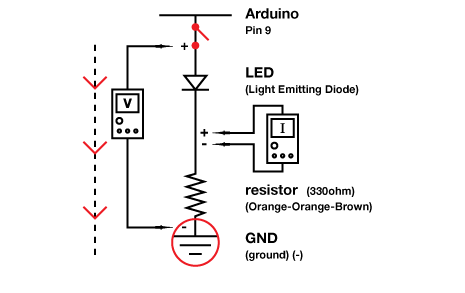 Arduino
Pin 9
+
LED
(Light Emitting Diode)
V
+
I
-
resistor (330ohm)
(Orange-Orange-Brown)
-
GND
(ground) (-)